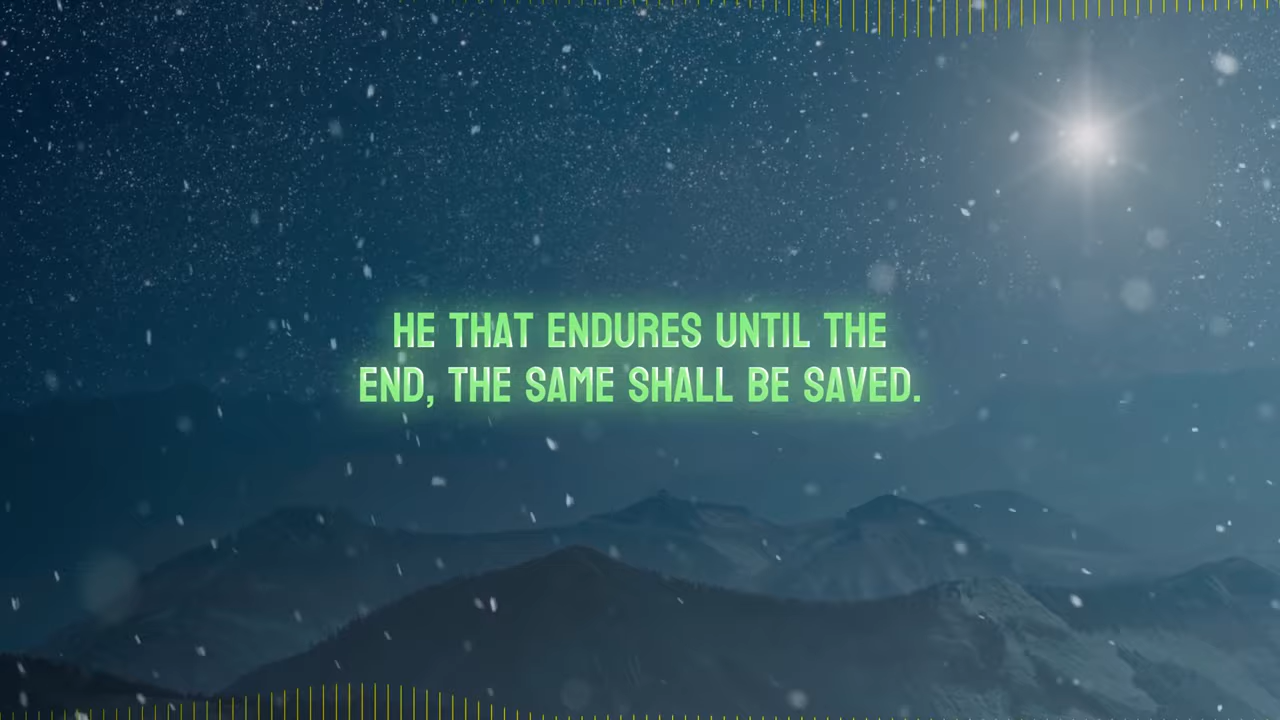 HE THAT ENDURES UNTIL THE
END, THE SAME SHALL BE SAVED.